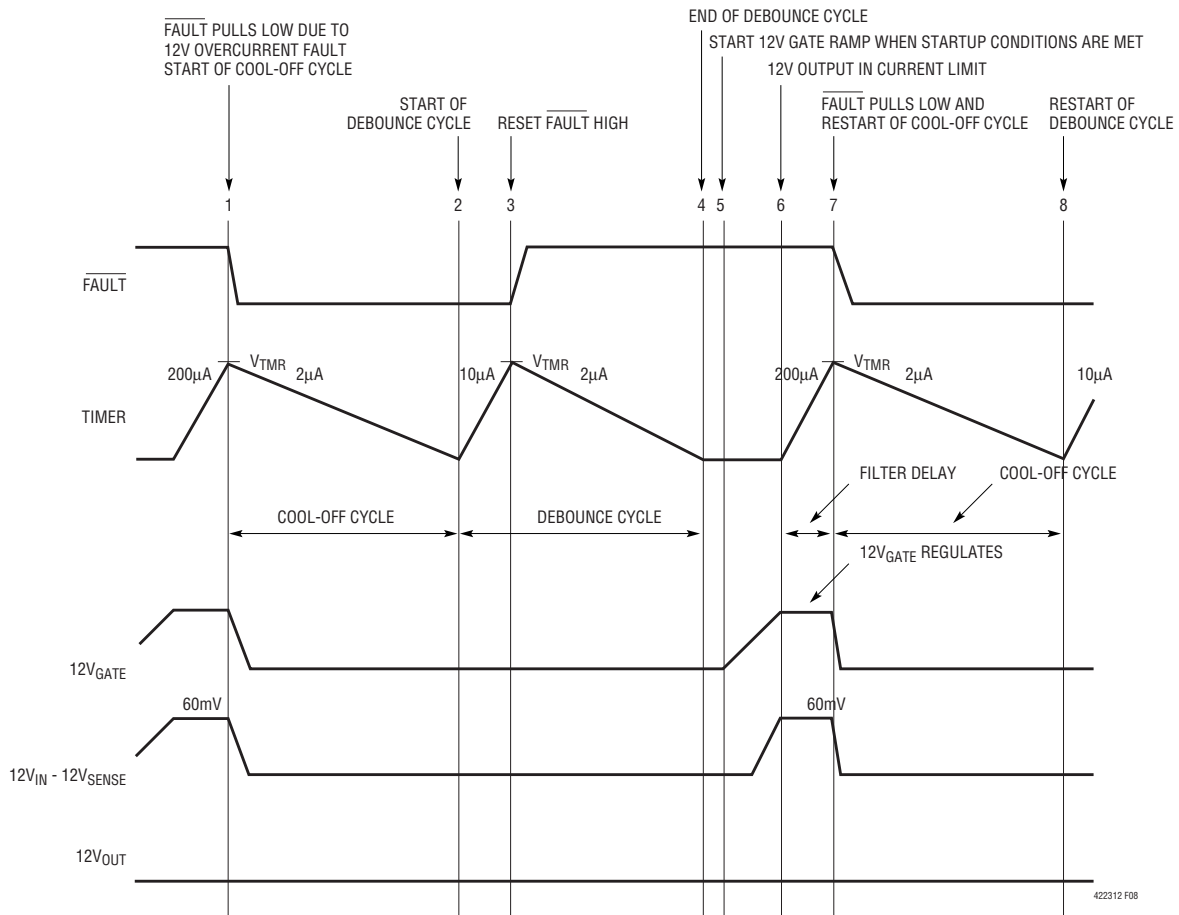 END OF DEBOUNCE CYCLE
FAULT PULLS LOW DUE TO
12V OVERCURRENT FAULT
START OF COOL-OFF CYCLE
START 12V GATE RAMP WHEN STARTUP CONDITIONS ARE MET
12V OUTPUT IN CURRENT LIMIT
START OF
DEBOUNCE CYCLE
RESET FAULT HIGH
FAULT PULLS LOW AND
RESTART OF COOL-OFF CYCLE
RESTART OF
DEBOUNCE CYCLE
1
2
3
4
5
6
7
8
FAULT
TIMER
200µA
VTMR
2µA
10µA
VTMR
2µA
200µA
VTMR
2µA
10µA
FILTER DELAY
COOL-OFF CYCLE
COOL-OFF CYCLE
DEBOUNCE CYCLE
12VGATE REGULATES
12VGATE
60mV
60mV
12VIN - 12VSENSE
12VOUT
422312 F08